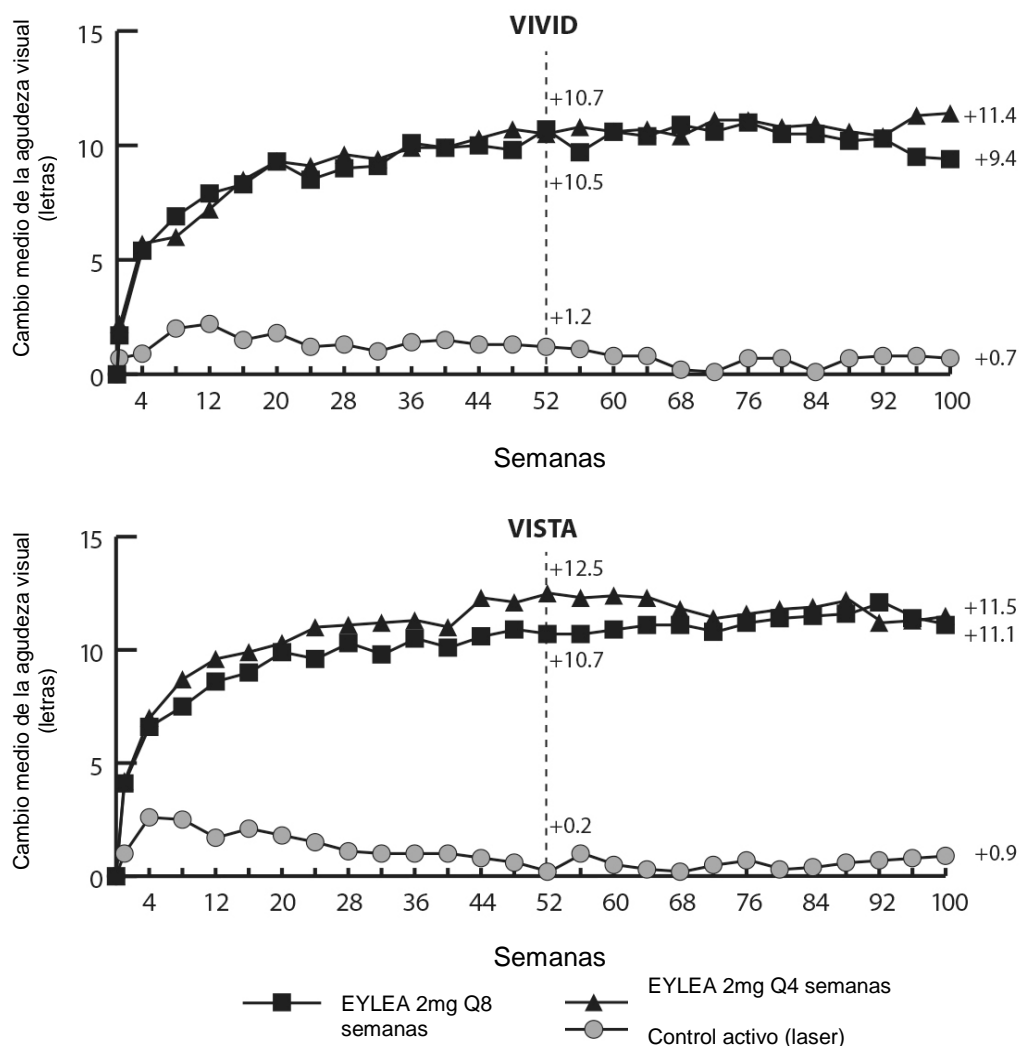 VIVID
Cambio medio de la agudeza visual
(letras)
15
10
5
0
+10.7
+10.5
+1.2
+11.4
+9.4
+0.7
4 12 20 28 36 44 52 60 68 76 84 92 100
Semanas
VISTA
Cambio medio de la agudeza visual
(letras)
15
10
5
0
+12.5
+10.7
+0.2
+11.5
+11.1
+0.9
4 12 20 28 36 44 52 60 68 76 84 92 100
Semanas
EYLEA 2mg Q8
semanas
EYLEA 2mg Q4 semanas
Control activo (laser)